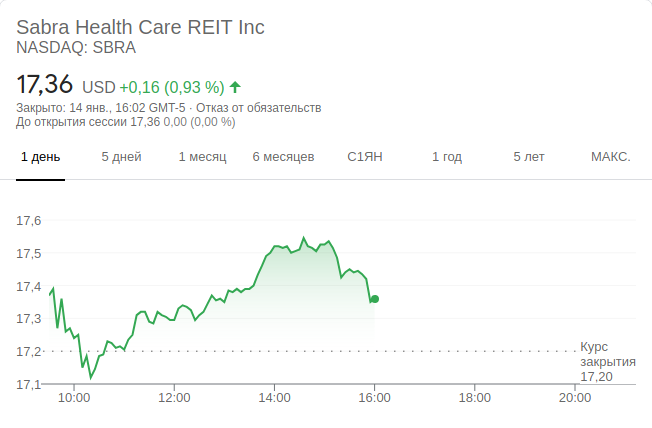 Sabra Health Care REIT Inc
NASDAQ: SBRA
17,36 USD +0,16 (0,93 %)
Закрыто: 14 янв., 16:02 GMT-5 · Отказ от обязательств
До открытия сессии 17,36 0,00 (0,00 %)
1 день 5 дней 1 месяц 6 месяцев С1ЯН 1 год 5 лет МАКС.
17,6
17,5
17,4
17,3
17,2
17,1
Курс
закрытия
17,20
10:00 12:00 14:00 16:00 18:00 20:00